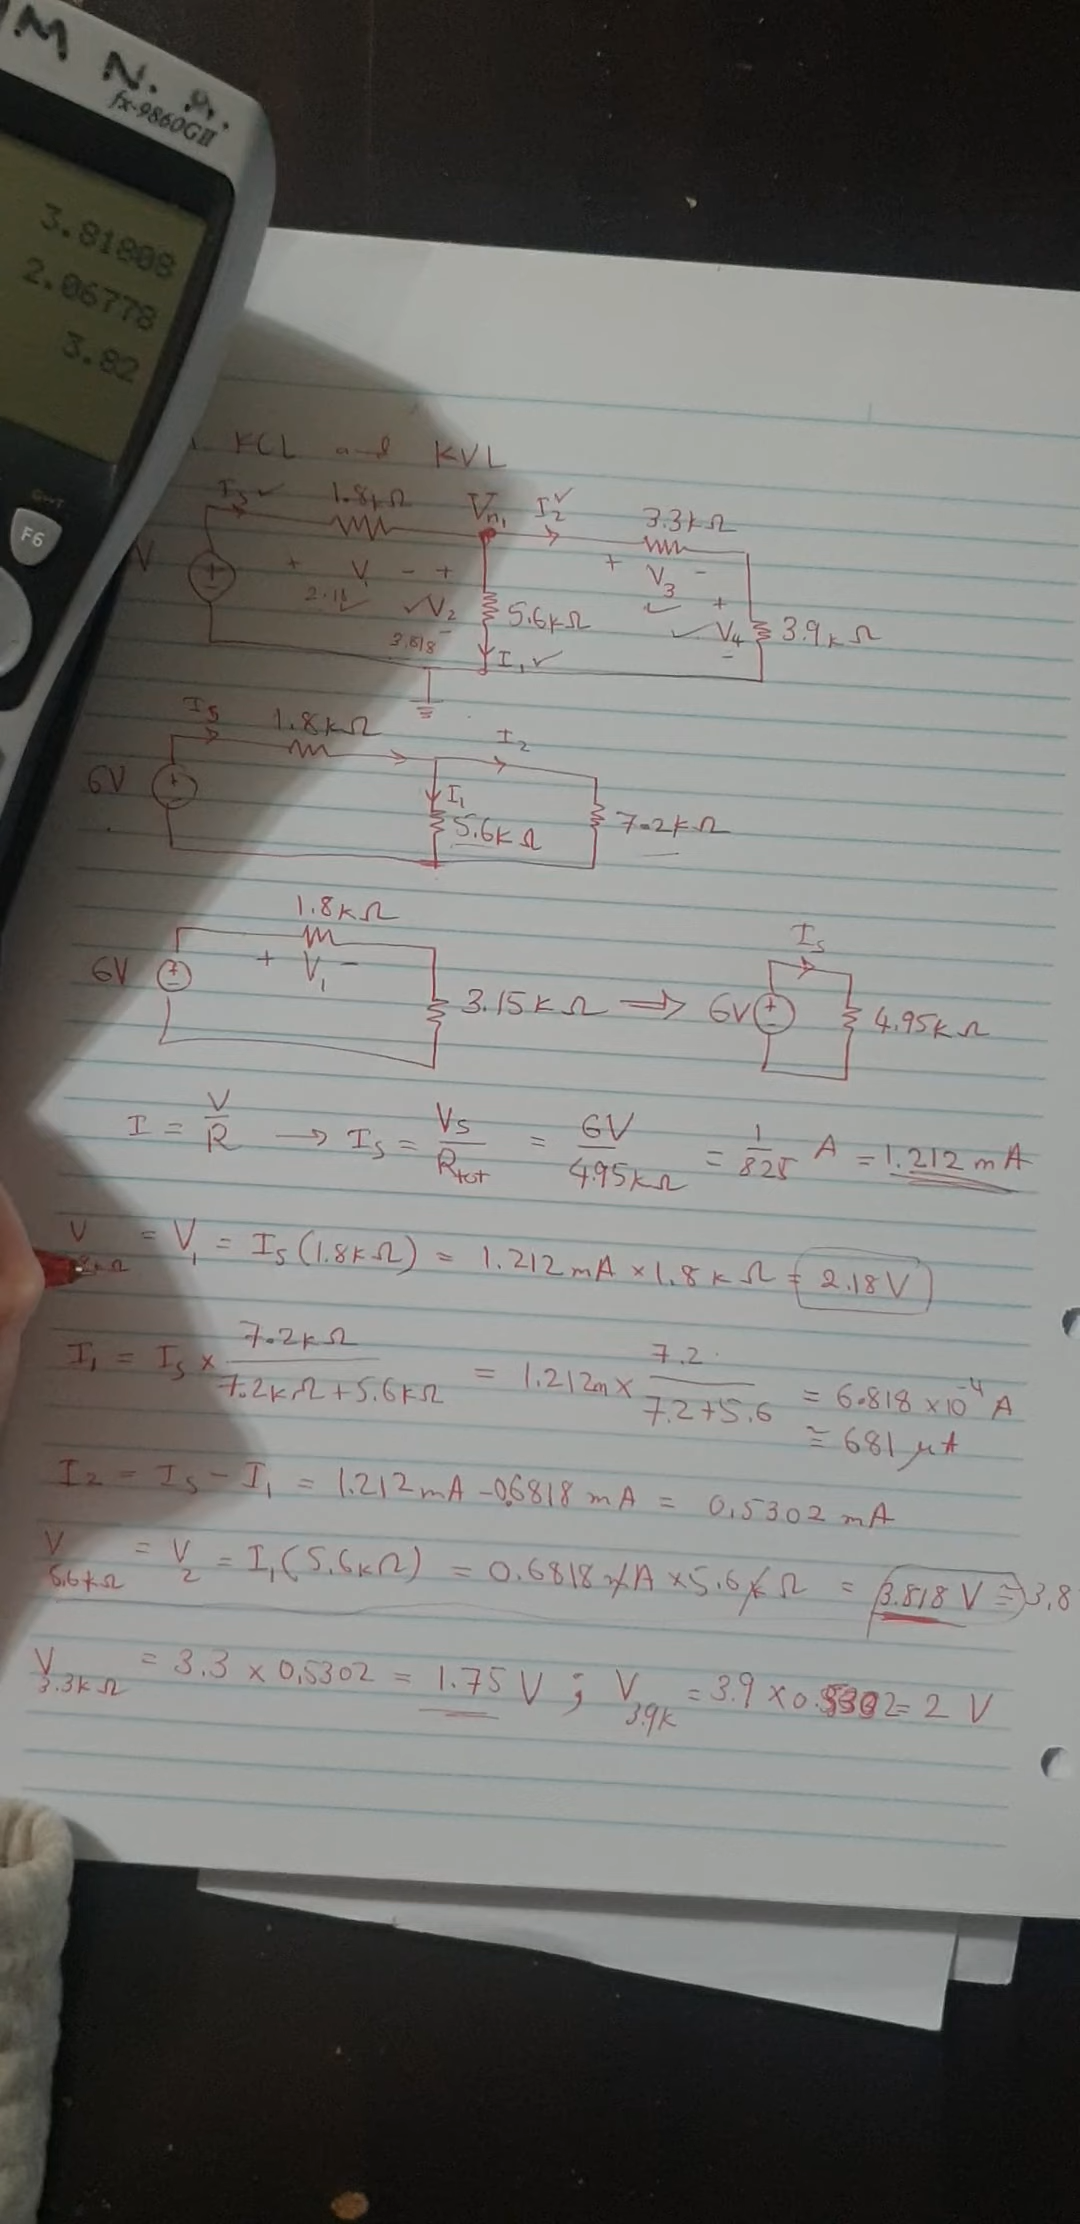 M N. A.
fx-9860GII
3.81808
2.06778
3.82
F6
KCL and KVL
Is ✓ 1.8kΩ Vn1 I2 ✓ 3.3kΩ
V + V1 - + + V3 -
2.18 ✓ ✓ V2 5.6kΩ ✓ + ✓ V4 3.9kΩ
3.818 - I1 ✓ -
Is 1.8kΩ I2
6V I1 5.6kΩ 7.2kΩ
1.8kΩ Is
6V + V1 - 3.15kΩ ⇒ 6V 4.95kΩ
I = V/R → Is = Vs/Rtot = 6V/4.95kΩ = 1/825 A = 1.212 mA
V = V1 = Is (1.8kΩ) = 1.212 mA × 1.8 kΩ = 2.18 V
I1 = Is × 7.2kΩ/7.2kΩ+5.6kΩ = 1.212m × 7.2/7.2+5.6 = 6.818 ×10^-4 A
≅ 681 μA
I2 = Is - I1 = 1.212 mA - 0.6818 mA = 0.5302 mA
V5.6kΩ = V2 = I1 (5.6kΩ) = 0.6818 mA × 5.6 kΩ = 3.818 V ≅ 3.8
V3.3kΩ = 3.3 × 0.5302 = 1.75 V ; V3.9k = 3.9 × 0.5302 = 2 V